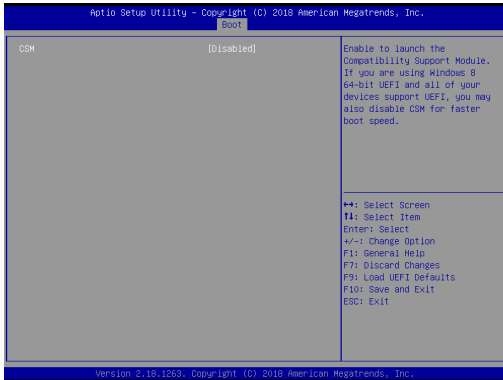 Aptio Setup Utility – Copyright (C) 2018 American Megatrends, Inc.
Boot
CSM [Disabled]
Enable to launch the
Compatibility Support Module.
If you are using Windows 8
64-bit UEFI and all of your
devices support UEFI, you may
also disable CSM for faster
boot speed.
↔: Select Screen
↑↓: Select Item
Enter: Select
+/-: Change Option
F1: General Help
F7: Discard Changes
F9: Load UEFI Defaults
F10: Save and Exit
ESC: Exit
Version 2.18.1263. Copyright (C) 2018 American Megatrends, Inc.